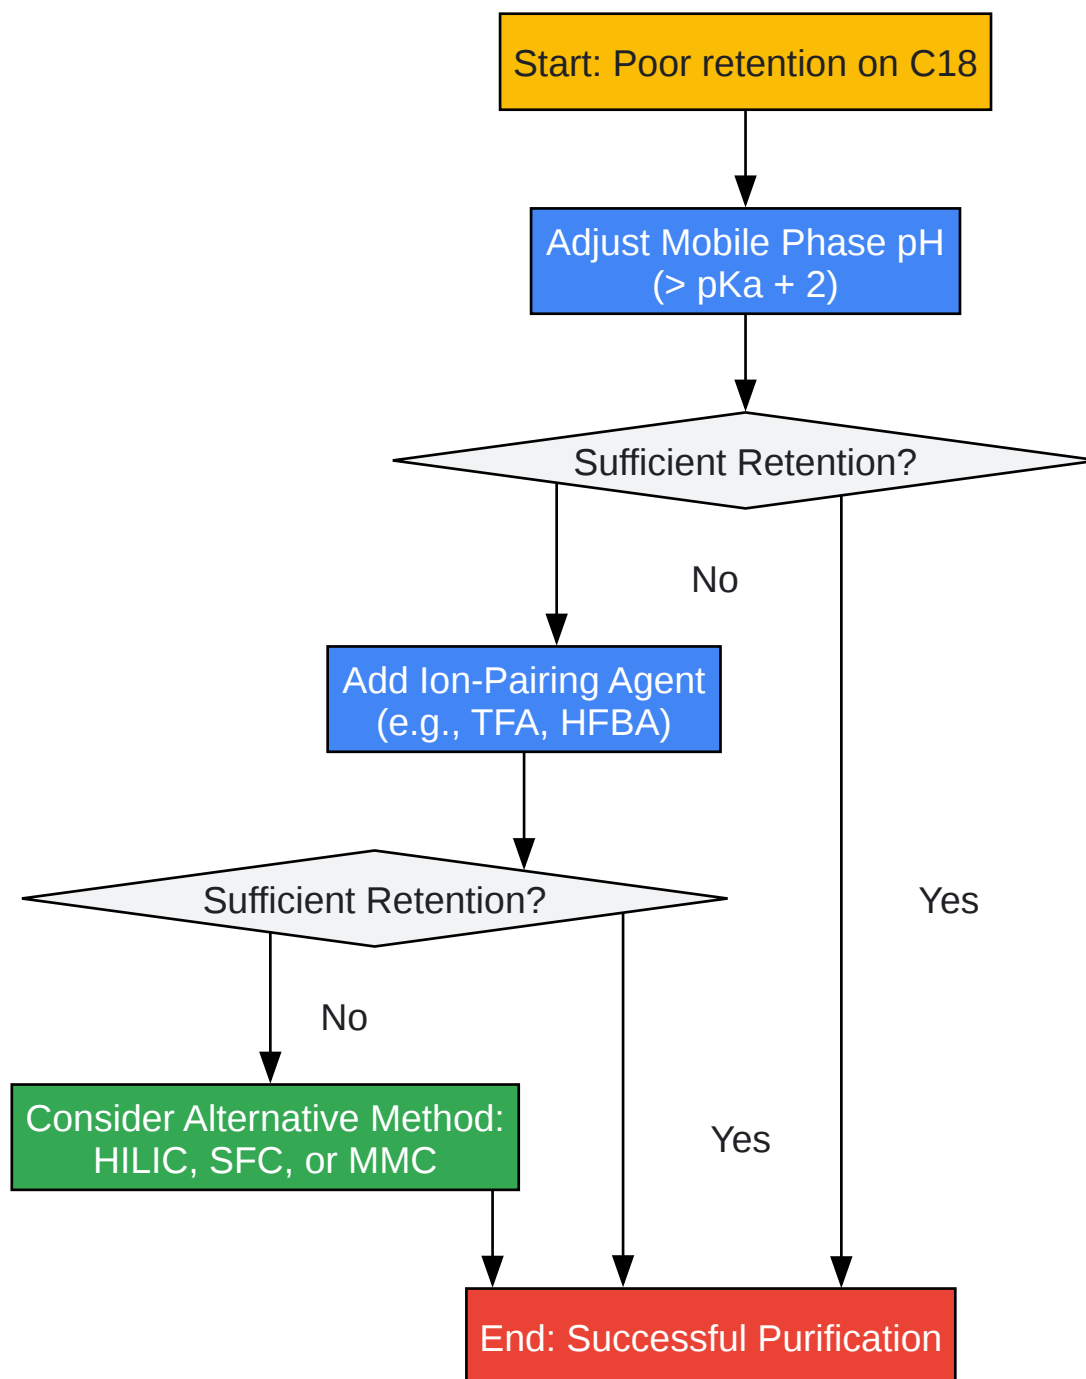 Start: Poor retention on C18
Adjust Mobile Phase pH
(> pKa + 2)
Sufficient Retention?
No
Add Ion-Pairing Agent
(e.g., TFA, HFBA)
Sufficient Retention?
Yes
No
Consider Alternative Method:
HILIC, SFC, or MMC
Yes
End: Successful Purification